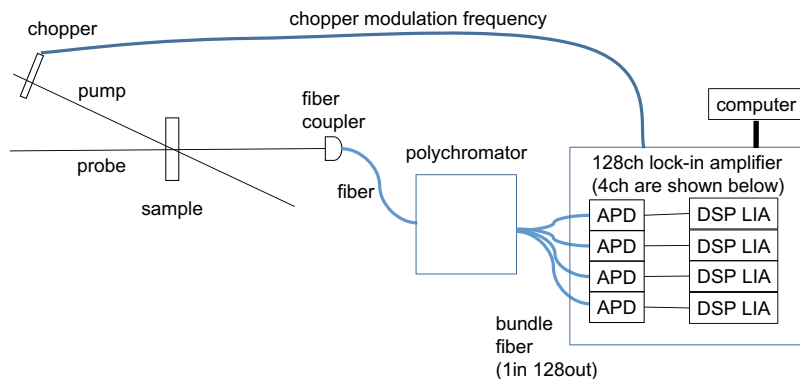 chopper modulation frequency
chopper
pump
probe
sample
fiber
coupler
fiber
polychromator
computer
128ch lock-in amplifier
(4ch are shown below)
APD DSP LIA
APD DSP LIA
APD DSP LIA
APD DSP LIA
bundle
fiber
(1in 128out)